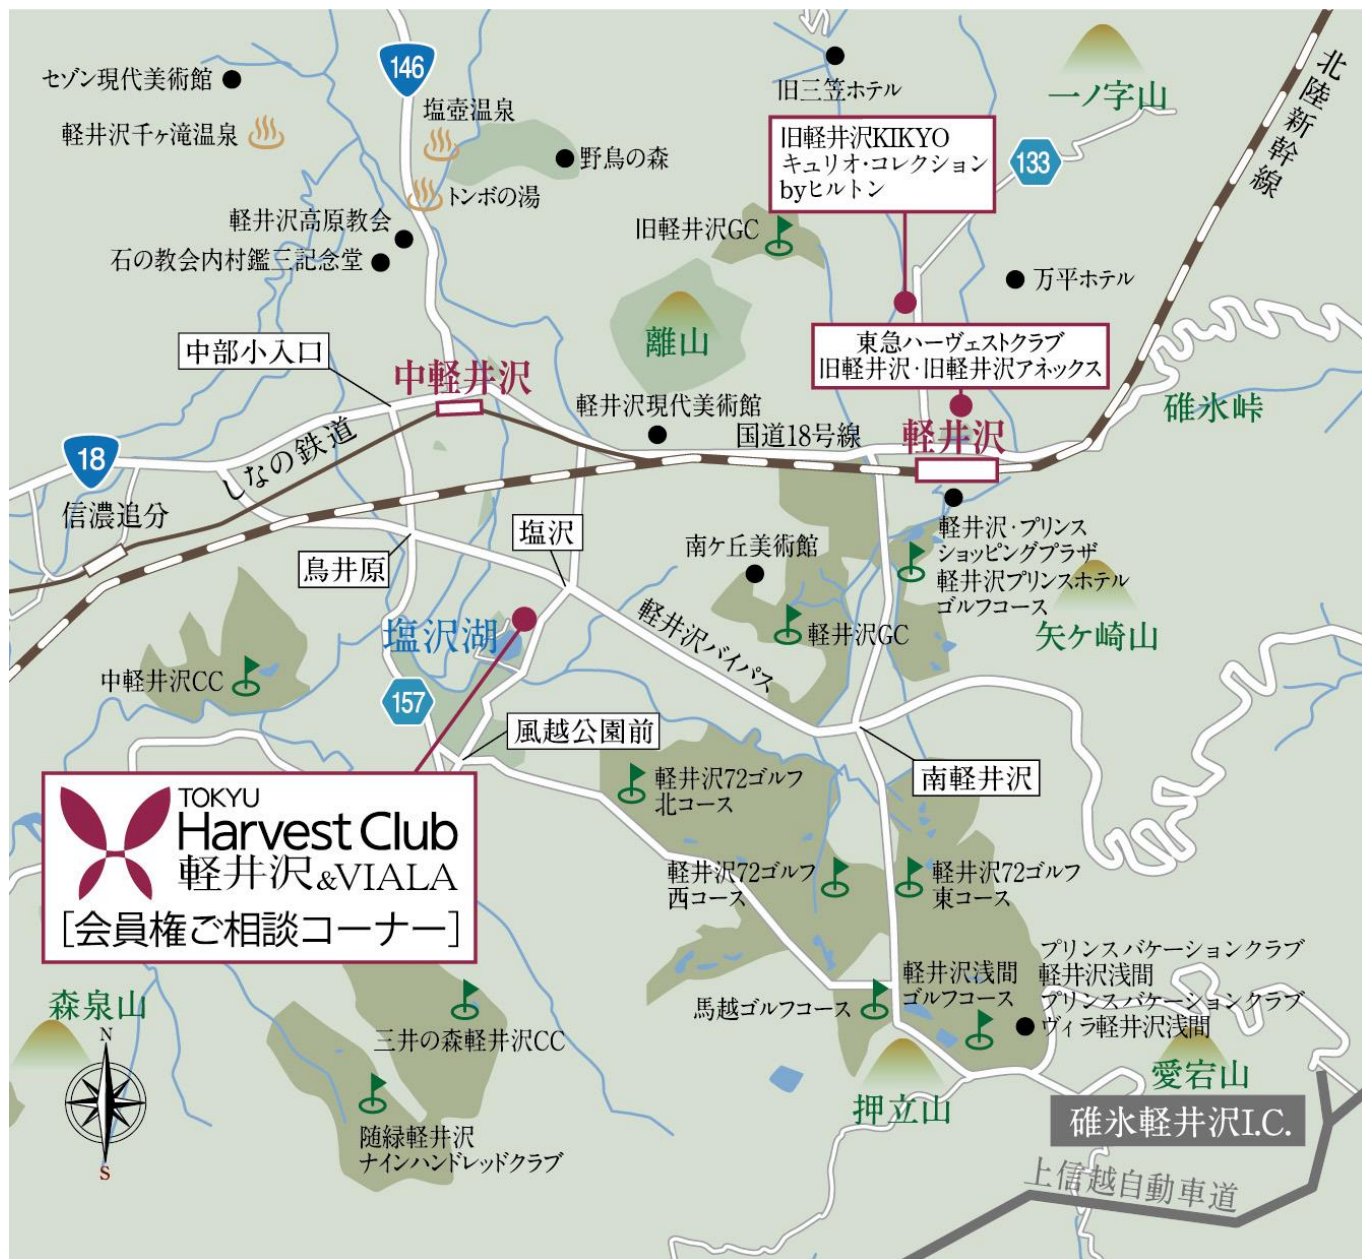 146
セゾン現代美術館
軽井沢千ヶ滝温泉
塩壺温泉
野鳥の森
トンボの湯
軽井沢高原教会
石の教会内村鑑三記念堂
旧三笠ホテル
一ノ字山
北陸新幹線
旧軽井沢KIKYO
キュリオ・コレクション
byヒルトン
133
旧軽井沢GC
万平ホテル
離山
東急ハーヴェストクラブ
旧軽井沢・旧軽井沢アネックス
中部小入口
中軽井沢
軽井沢現代美術館
国道18号線
軽井沢
碓氷峠
18
しなの鉄道
信濃追分
鳥井原
塩沢
南ケ丘美術館
軽井沢・プリンス
ショッピングプラザ
軽井沢プリンスホテル
ゴルフコース
矢ケ崎山
塩沢湖
軽井沢バイパス
軽井沢GC
中軽井沢CC
157
風越公園前
南軽井沢
TOKYU
Harvest Club
軽井沢&VIALA
[会員権ご相談コーナー]
軽井沢72ゴルフ
北コース
軽井沢72ゴルフ
西コース
軽井沢72ゴルフ
東コース
プリンスバケーションクラブ
軽井沢浅間
プリンスバケーションクラブ
ヴィラ軽井沢浅間
軽井沢浅間
ゴルフコース
馬越ゴルフコース
森泉山
N
S
三井の森軽井沢CC
随緑軽井沢
ナインハンドレッドクラブ
押立山
愛宕山
碓氷軽井沢I.C.
上信越自動車道